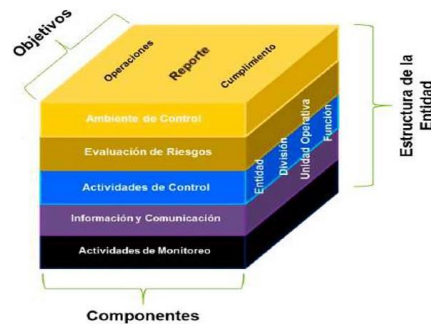 Objetivos
Operaciones
Reporte
Cumplimiento
Ambiente de Control
Evaluación de Riesgos
Actividades de Control
Información y Comunicación
Actividades de Monitoreo
Entidad
División
Unidad Operativa
Función
Estructura de la
Entidad
Componentes